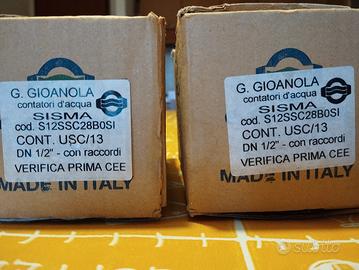 G. GIOANOLA
contatori d'acqua
SISMA
cod. S12SSC28B0SI
CONT. USC/13
DN 1/2" - con raccordi
VERIFICA PRIMA CEE
MADE IN ITALY
G. GIOANOLA
contatori d'acqua
SISMA
cod. S12SSC28B0SI
CONT. USC/13
DN 1/2" - con raccordi
VERIFICA PRIMA CEE
MADE IN ITALY
subito